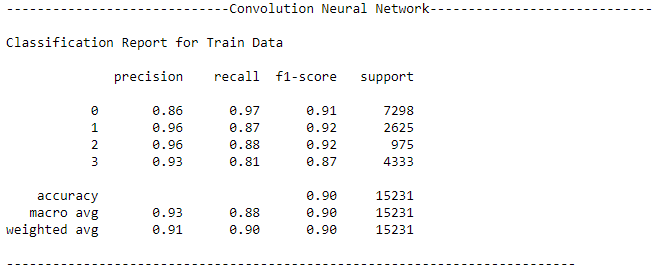 -----------------------------Convolution Neural Network-----------------------------
Classification Report for Train Data
precision recall f1-score support
0 0.86 0.97 0.91 7298
1 0.96 0.87 0.92 2625
2 0.96 0.88 0.92 975
3 0.93 0.81 0.87 4333
accuracy 0.90 15231
macro avg 0.93 0.88 0.90 15231
weighted avg 0.91 0.90 0.90 15231
--------------------------------------------------------------------------